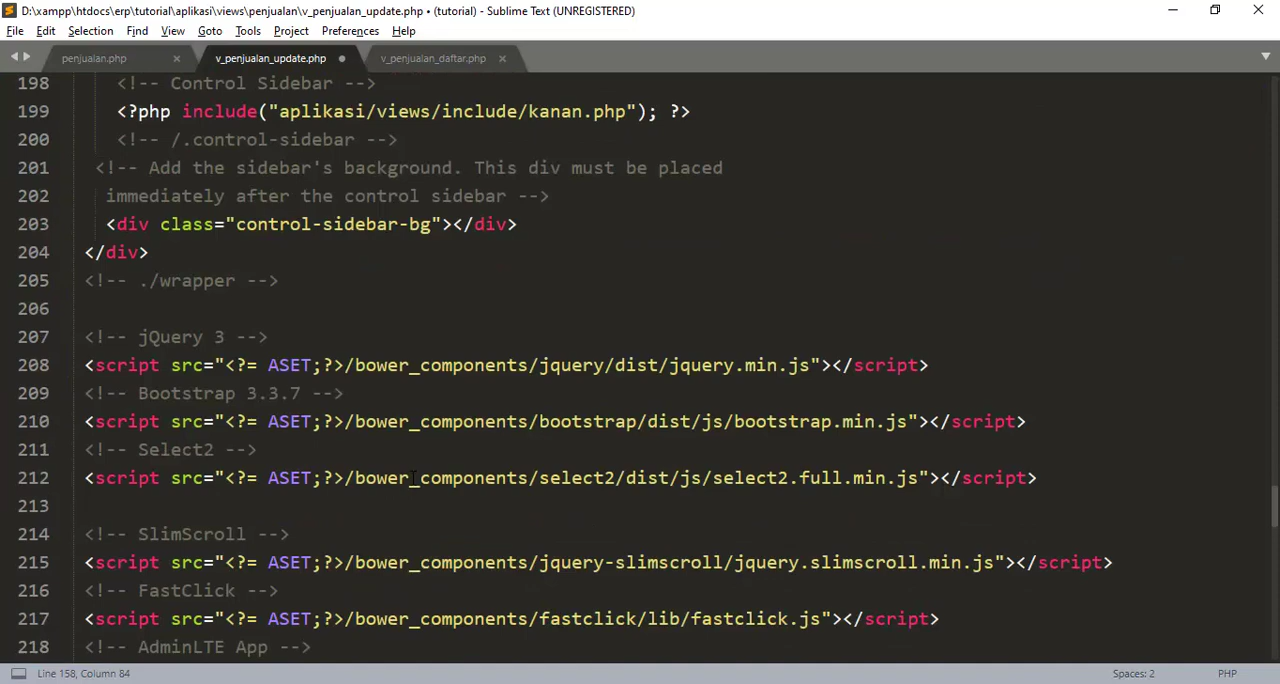 D:\xampp\htdocs\erp\tutorial\aplikasi\views\penjualan\v_penjualan_update.php • (tutorial) - Sublime Text (UNREGISTERED)
File Edit Selection Find View Goto Tools Project Preferences Help
penjualan.php v_penjualan_update.php v_penjualan_daftar.php
198 <!-- Control Sidebar -->
199 <?php include("aplikasi/views/include/kanan.php"); ?>
200 <!-- /.control-sidebar -->
201 <!-- Add the sidebar's background. This div must be placed
202 immediately after the control sidebar -->
203 <div class="control-sidebar-bg"></div>
204 </div>
205 <!-- ./wrapper -->
206
207 <!-- jQuery 3 -->
208 <script src="<?= ASET;?>/bower_components/jquery/dist/jquery.min.js"></script>
209 <!-- Bootstrap 3.3.7 -->
210 <script src="<?= ASET;?>/bower_components/bootstrap/dist/js/bootstrap.min.js"></script>
211 <!-- Select2 -->
212 <script src="<?= ASET;?>/bower_components/select2/dist/js/select2.full.min.js"></script>
213
214 <!-- SlimScroll -->
215 <script src="<?= ASET;?>/bower_components/jquery-slimscroll/jquery.slimscroll.min.js"></script>
216 <!-- FastClick -->
217 <script src="<?= ASET;?>/bower_components/fastclick/lib/fastclick.js"></script>
218 <!-- AdminLTE App -->
Line 158, Column 84 Spaces: 2 PHP